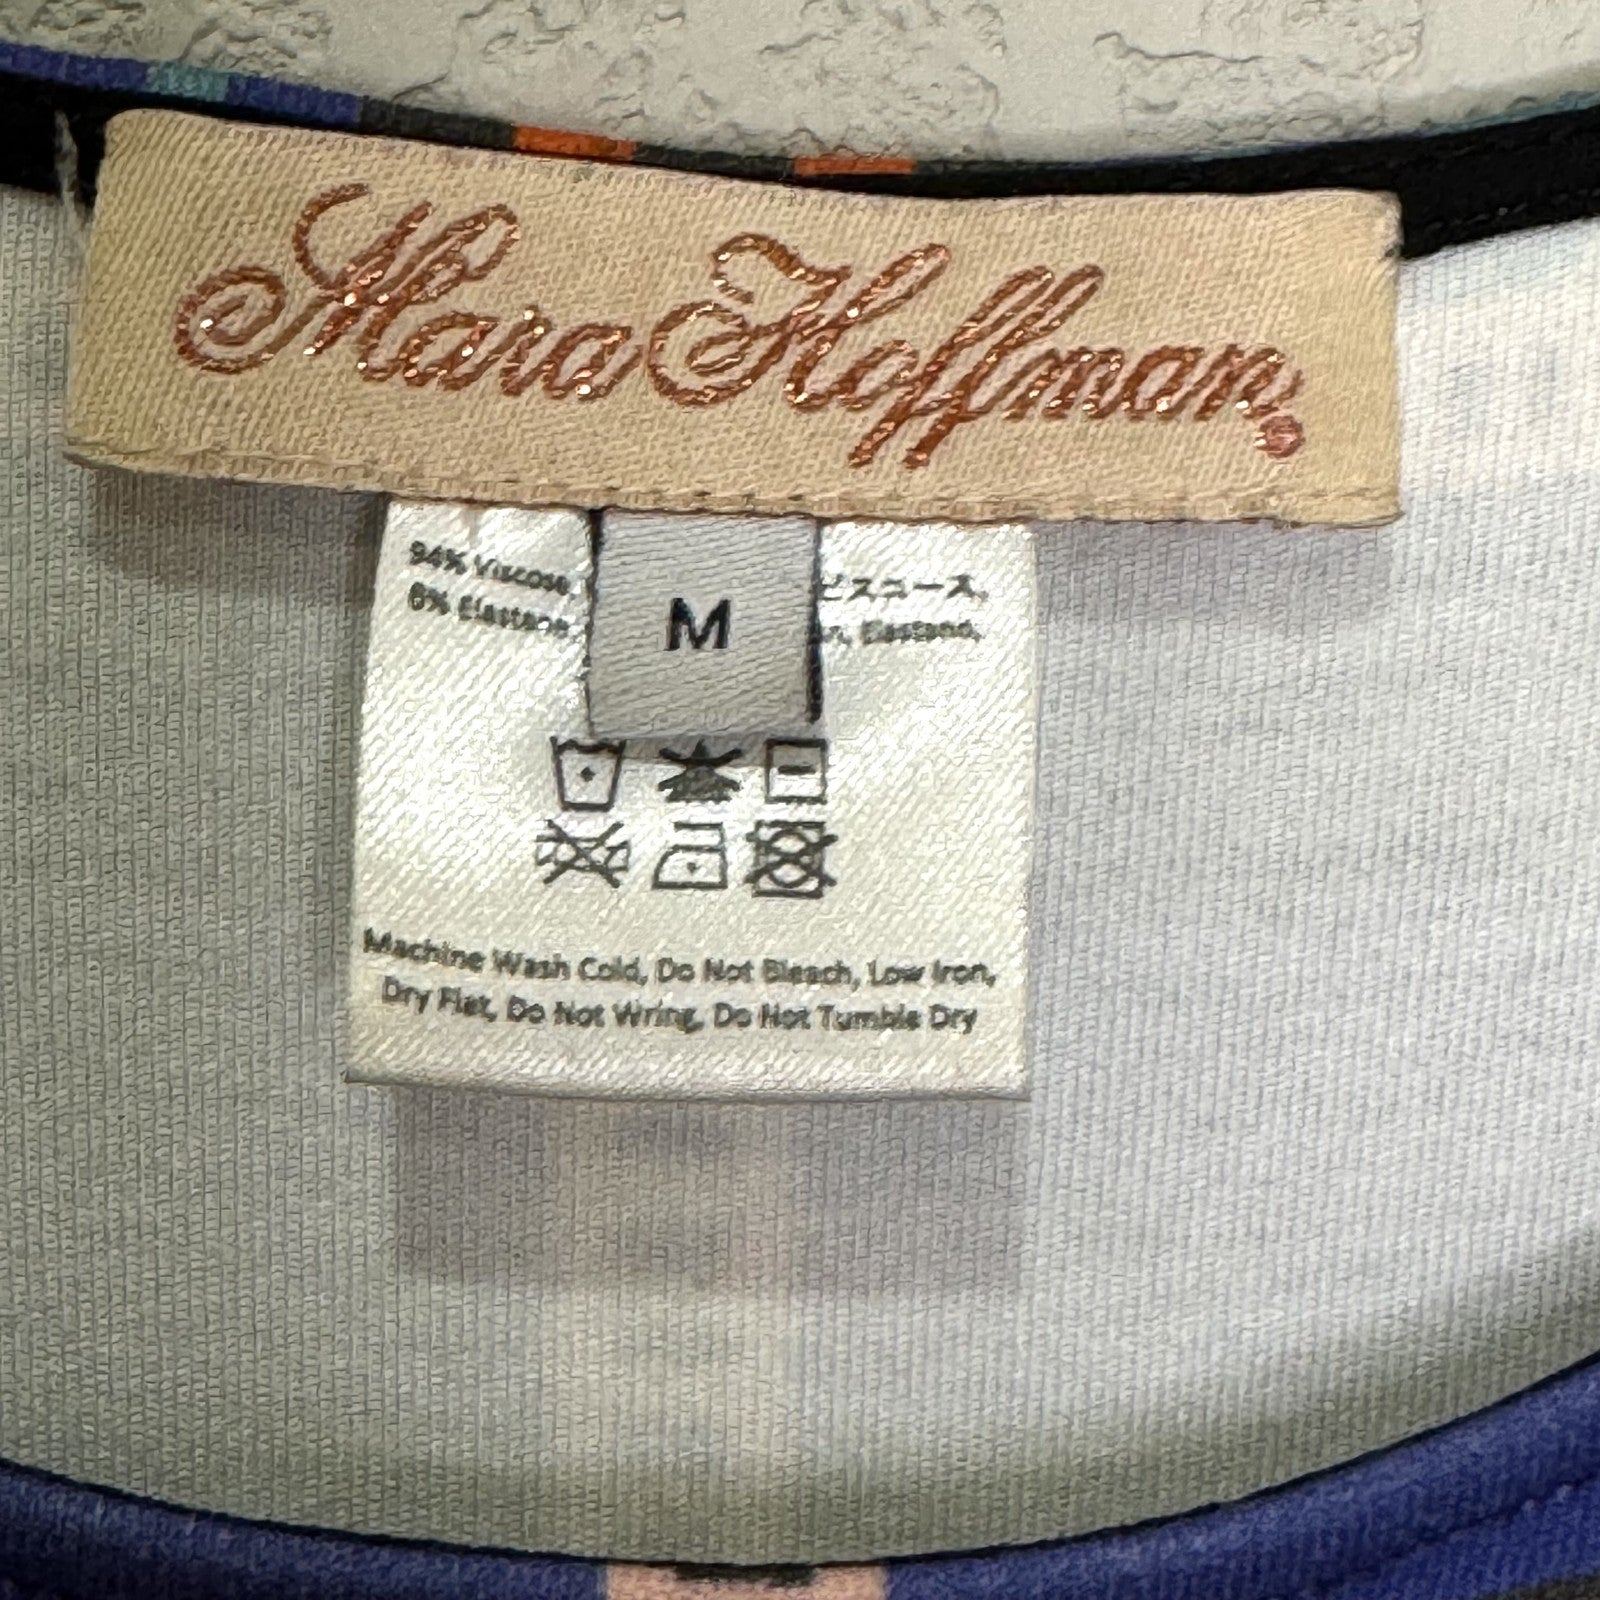 Mara Hoffman
94% Viscose,
6% Elastane
M
ビスコース,
Elastano,
Machine Wash Cold, Do Not Bleach, Low Iron,
Dry Flat, Do Not Wring, Do Not Tumble Dry